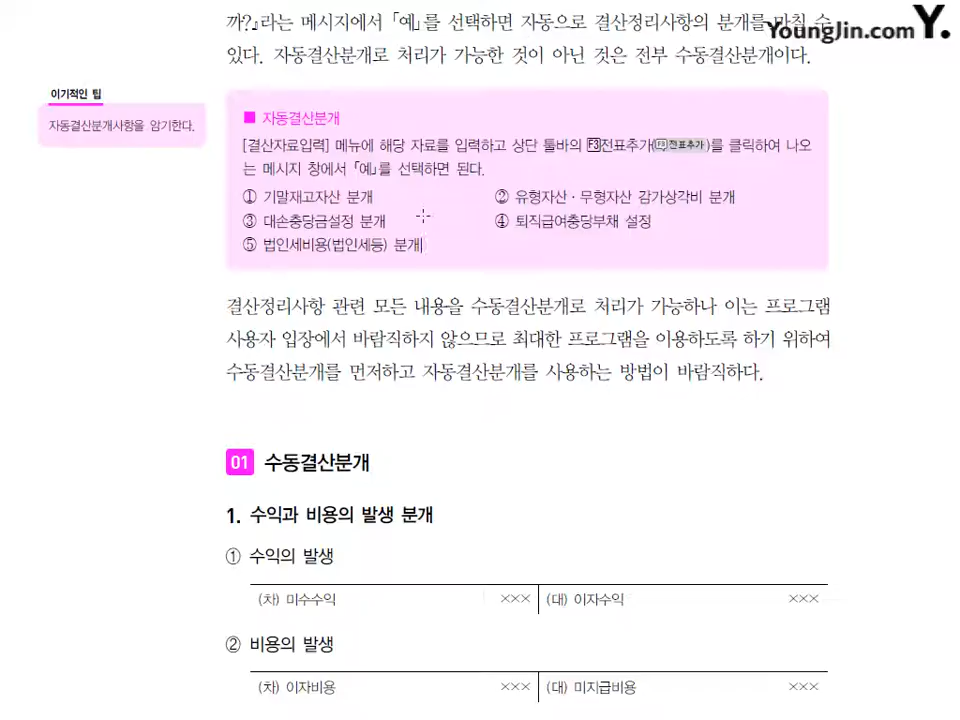 까?』라는 메시지에서 「예」를 선택하면 자동으로 결산정리사항의 분개를 마칠 수
YoungJin.com Y.
있다. 자동결산분개로 처리가 가능한 것이 아닌 것은 전부 수동결산분개이다.
이기적인 팁
자동결산분개사항을 암기한다.
■ 자동결산분개
[결산자료입력] 메뉴에 해당 자료를 입력하고 상단 툴바의 F3전표추가(F3전표추가)를 클릭하여 나오
는 메시지 창에서 「예」를 선택하면 된다.
① 기말재고자산 분개 ② 유형자산·무형자산 감가상각비 분개
③ 대손충당금설정 분개 ④ 퇴직급여충당부채 설정
⑤ 법인세비용(법인세등) 분개
결산정리사항 관련 모든 내용을 수동결산분개로 처리가 가능하나 이는 프로그램
사용자 입장에서 바람직하지 않으므로 최대한 프로그램을 이용하도록 하기 위하여
수동결산분개를 먼저하고 자동결산분개를 사용하는 방법이 바람직하다.
01 수동결산분개
1. 수익과 비용의 발생 분개
① 수익의 발생
(차) 미수수익 ××× (대) 이자수익 ×××
② 비용의 발생
(차) 이자비용 ××× (대) 미지급비용 ×××